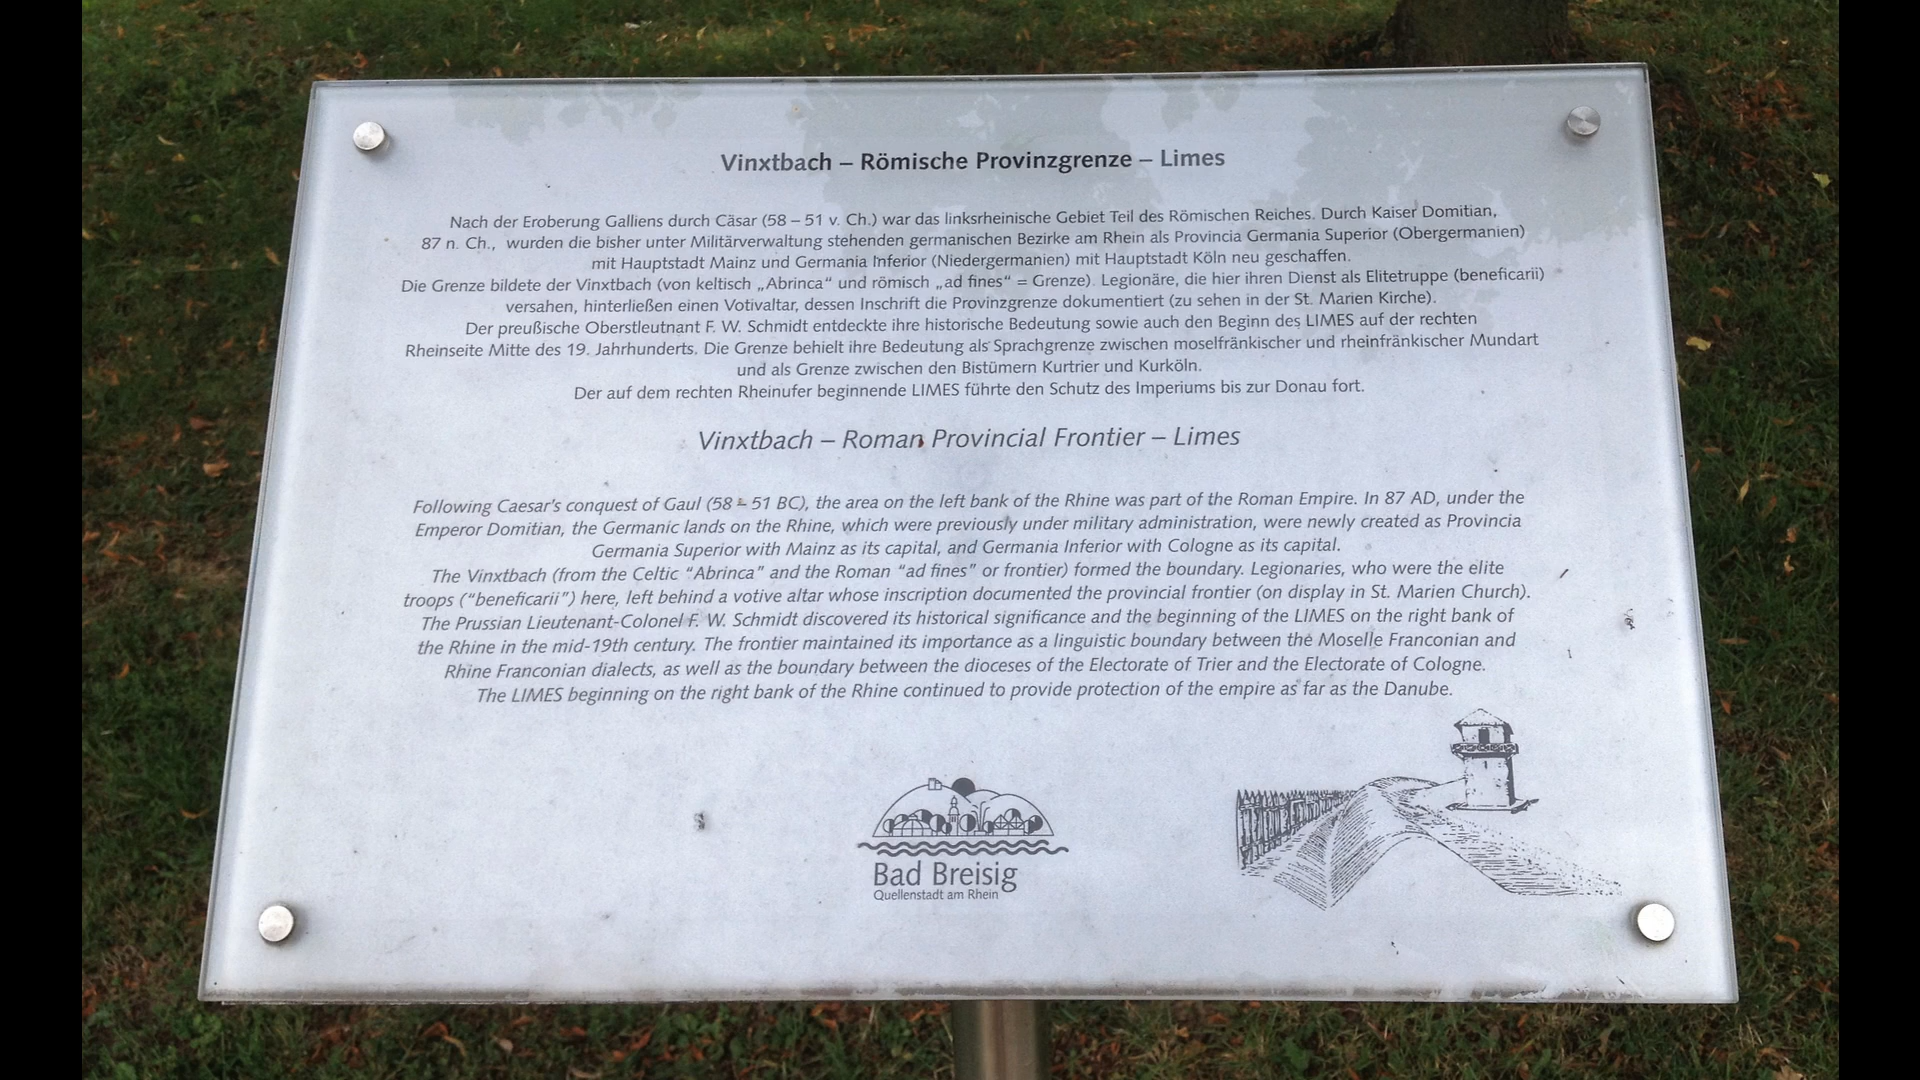 Vinxtbach – Römische Provinzgrenze – Limes
Nach der Eroberung Galliens durch Cäsar (58 – 51 v. Ch.) war das linksrheinische Gebiet Teil des Römischen Reiches. Durch Kaiser Domitian,
87 n. Ch., wurden die bisher unter Militärverwaltung stehenden germanischen Bezirke am Rhein als Provincia Germania Superior (Obergermanien)
mit Hauptstadt Mainz und Germania Inferior (Niedergermanien) mit Hauptstadt Köln neu geschaffen.
Die Grenze bildete der Vinxtbach (von keltisch „Abrinca“ und römisch „ad fines“ = Grenze). Legionäre, die hier ihren Dienst als Elitetruppe (beneficarii)
versahen, hinterließen einen Votivaltar, dessen Inschrift die Provinzgrenze dokumentiert (zu sehen in der St. Marien Kirche).
Der preußische Oberstleutnant F. W. Schmidt entdeckte ihre historische Bedeutung sowie auch den Beginn des LIMES auf der rechten
Rheinseite Mitte des 19. Jahrhunderts. Die Grenze behielt ihre Bedeutung als Sprachgrenze zwischen moselfränkischer und rheinfränkischer Mundart
und als Grenze zwischen den Bistümern Kurtrier und Kurköln.
Der auf dem rechten Rheinufer beginnende LIMES führte den Schutz des Imperiums bis zur Donau fort.
Vinxtbach – Roman Provincial Frontier – Limes
Following Caesar's conquest of Gaul (58 – 51 BC), the area on the left bank of the Rhine was part of the Roman Empire. In 87 AD, under the
Emperor Domitian, the Germanic lands on the Rhine, which were previously under military administration, were newly created as Provincia
Germania Superior with Mainz as its capital, and Germania Inferior with Cologne as its capital.
The Vinxtbach (from the Celtic “Abrinca” and the Roman “ad fines” or frontier) formed the boundary. Legionaries, who were the elite
troops (“beneficarii”) here, left behind a votive altar whose inscription documented the provincial frontier (on display in St. Marien Church).
The Prussian Lieutenant-Colonel F. W. Schmidt discovered its historical significance and the beginning of the LIMES on the right bank of
the Rhine in the mid-19th century. The frontier maintained its importance as a linguistic boundary between the Moselle Franconian and
Rhine Franconian dialects, as well as the boundary between the dioceses of the Electorate of Trier and the Electorate of Cologne.
The LIMES beginning on the right bank of the Rhine continued to provide protection of the empire as far as the Danube.
Bad Breisig
Quellenstadt am Rhein